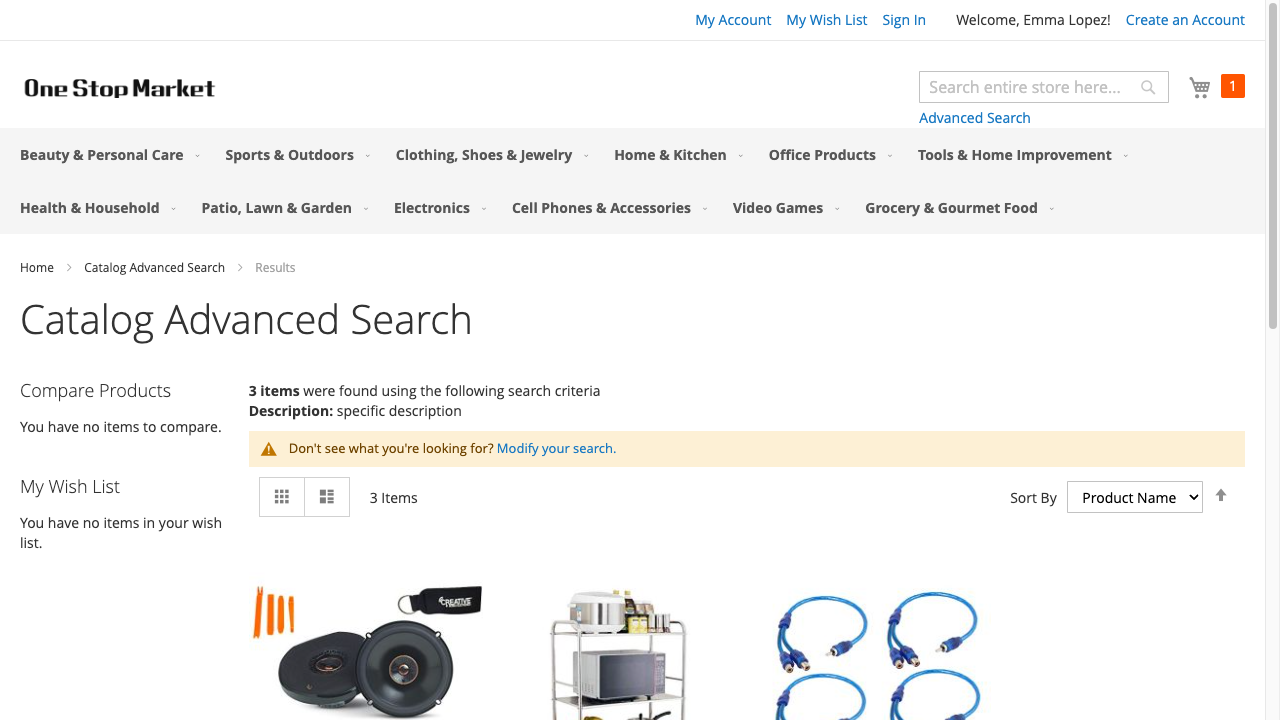 My Account My Wish List Sign In Welcome, Emma Lopez! Create an Account
One Stop Market
Search entire store here...
1
Advanced Search
Beauty & Personal Care Sports & Outdoors Clothing, Shoes & Jewelry Home & Kitchen Office Products Tools & Home Improvement
Health & Household Patio, Lawn & Garden Electronics Cell Phones & Accessories Video Games Grocery & Gourmet Food
Home Catalog Advanced Search Results
Catalog Advanced Search
Compare Products
You have no items to compare.
My Wish List
You have no items in your wish
list.
3 items were found using the following search criteria
Description: specific description
Don't see what you're looking for? Modify your search.
3 Items
Sort By Product Name
CREATIVE